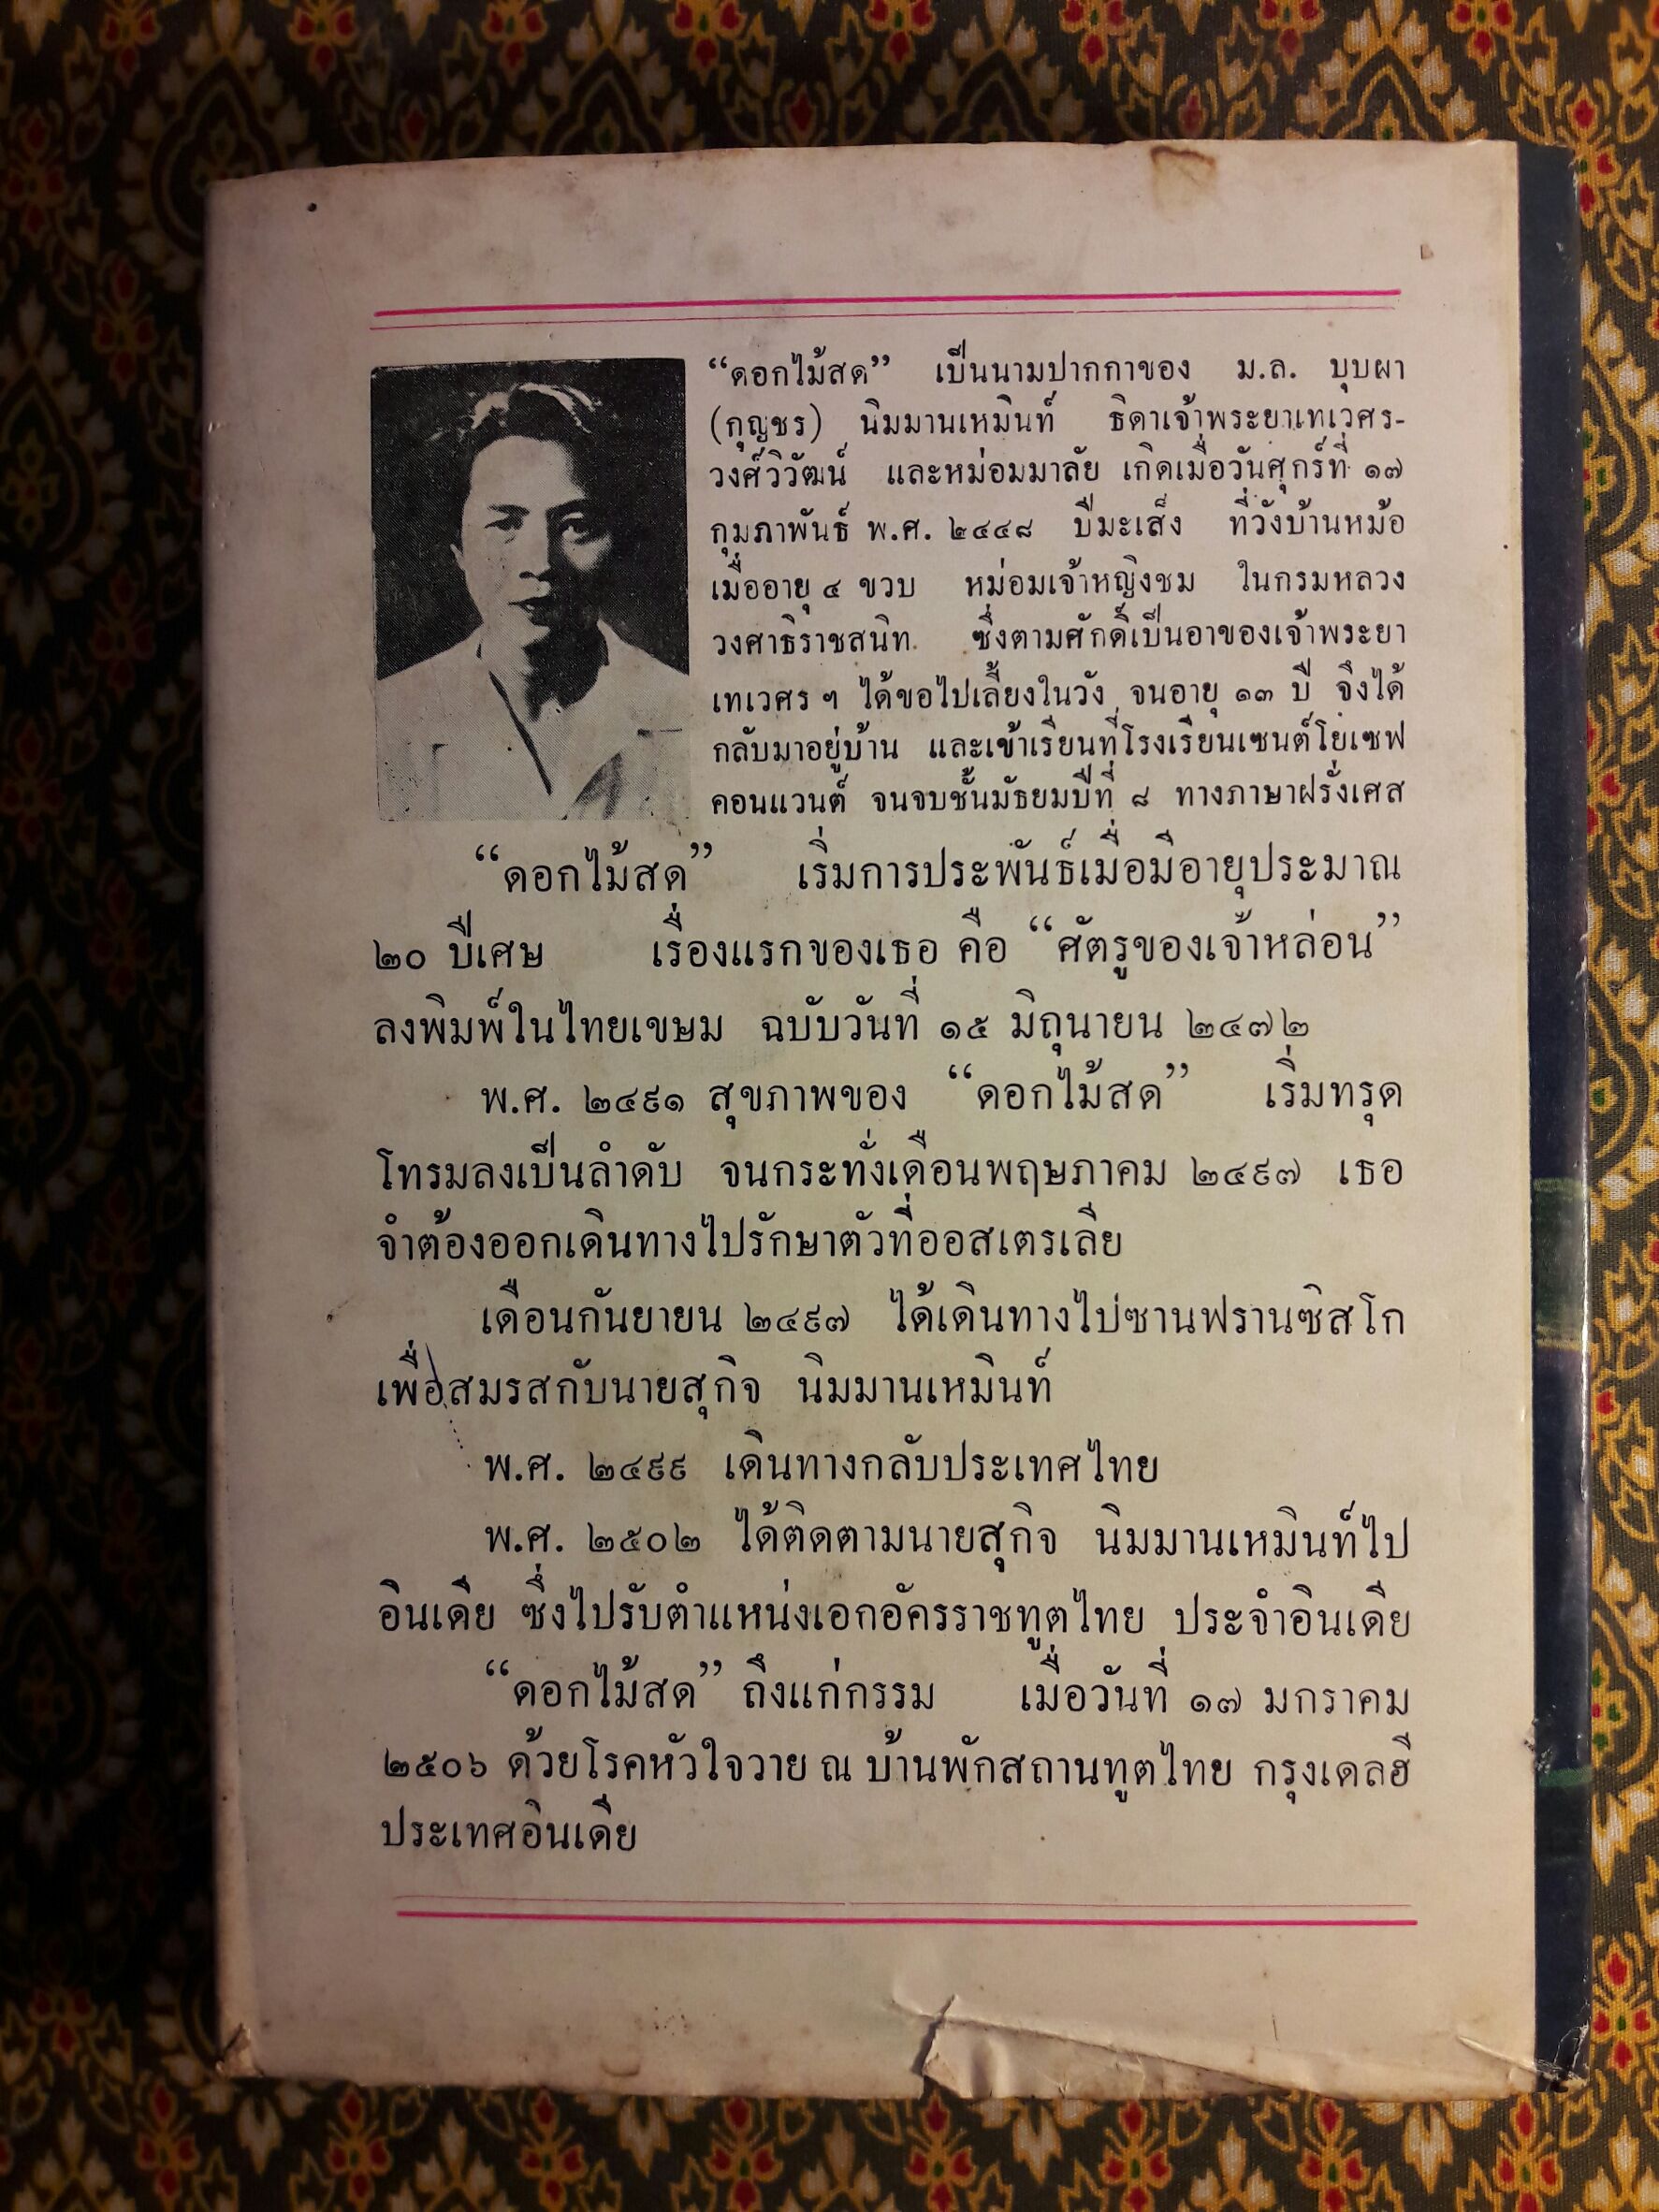 “ดอกไม้สด” เป็นนามปากกาของ ม.ล. บุบผา
(กุญชร) นิมมานเหมินท์ ธิดาเจ้าพระยาเทเวศร-
วงศ์วิวัฒน์ และหม่อมมาลัย เกิดเมื่อวันศุกร์ที่ ๑๗
กุมภาพันธ์ พ.ศ. ๒๔๔๘ ปีมะเส็ง ที่วังบ้านหม้อ
เมื่ออายุ ๔ ขวบ หม่อมเจ้าหญิงชม ในกรมหลวง
วงศาธิราชสนิท ซึ่งตามศักดิ์เป็นอาของเจ้าพระยา
เทเวศร ฯ ได้ขอไปเลี้ยงในวัง จนอายุ ๑๓ ปี จึงได้
กลับมาอยู่บ้าน และเข้าเรียนที่โรงเรียนเซนต์โยเซฟ
คอนแวนต์ จนจบชั้นมัธยมปีที่ ๘ ทางภาษาฝรั่งเศส
“ดอกไม้สด” เริ่มการประพันธ์เมื่อมีอายุประมาณ
๒๐ ปีเศษ เรื่องแรกของเธอ คือ “ศัตรูของเจ้าหล่อน”
ลงพิมพ์ในไทยเขษม ฉบับวันที่ ๑๕ มิถุนายน ๒๔๗๒
พ.ศ. ๒๔๙๑ สุขภาพของ “ดอกไม้สด” เริ่มทรุด
โทรมลงเป็นลำดับ จนกระทั่งเดือนพฤษภาคม ๒๔๙๗ เธอ
จำต้องออกเดินทางไปรักษาตัวที่ออสเตรเลีย
เดือนกันยายน ๒๔๙๗ ได้เดินทางไปซานฟรานซิสโก
เพื่อสมรสกับนายสุกิจ นิมมานเหมินท์
พ.ศ. ๒๔๙๙ เดินทางกลับประเทศไทย
พ.ศ. ๒๕๐๒ ได้ติดตามนายสุกิจ นิมมานเหมินท์ไป
อินเดีย ซึ่งไปรับตำแหน่งเอกอัครราชทูตไทย ประจำอินเดีย
“ดอกไม้สด” ถึงแก่กรรม เมื่อวันที่ ๑๗ มกราคม
๒๕๐๖ ด้วยโรคหัวใจวาย ณ บ้านพักสถานทูตไทย กรุงเดลฮี
ประเทศอินเดีย